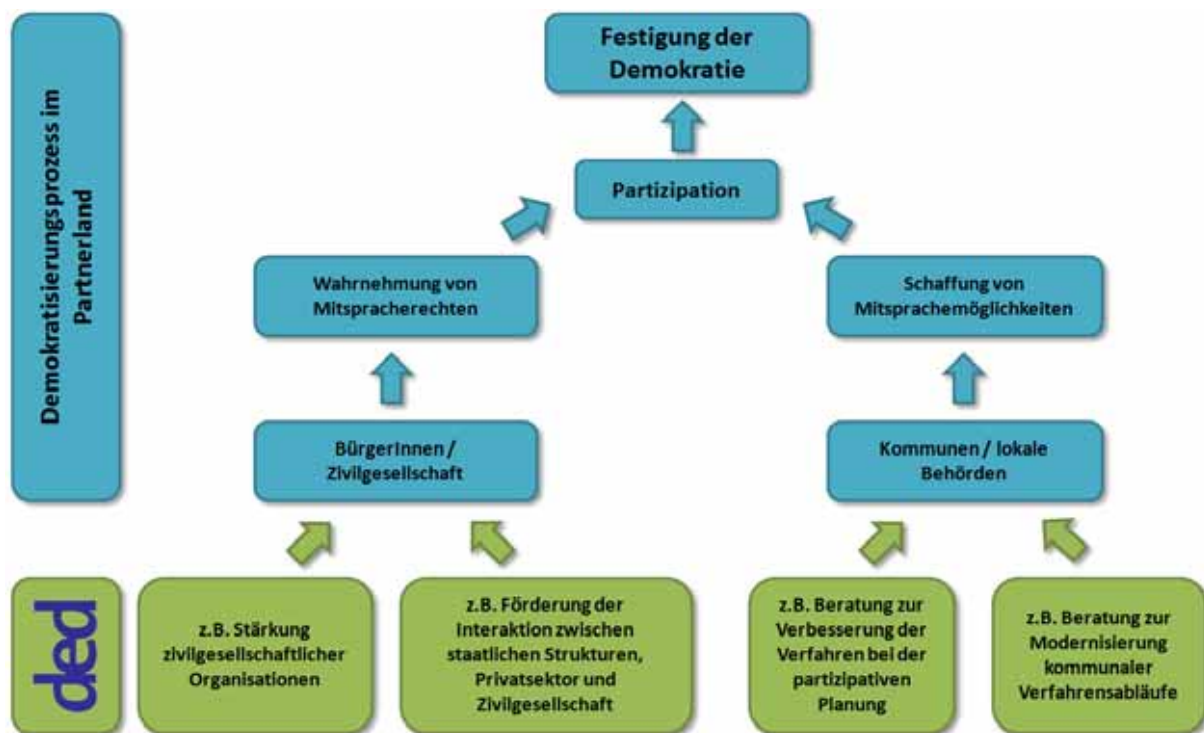 Demokratisierungsprozess im
Partnerland
Festigung der
Demokratie
Partizipation
Wahrnehmung von
Mitspracherechten
Schaffung von
Mitsprachemöglichkeiten
BürgerInnen /
Zivilgesellschaft
Kommunen / lokale
Behörden
ded
z.B. Stärkung
zivilgesellschaftlicher
Organisationen
z.B. Förderung der
Interaktion zwischen
staatlichen Strukturen,
Privatsektor und
Zivilgesellschaft
z.B. Beratung zur
Verbesserung der
Verfahren bei der
partizipativen
Planung
z.B. Beratung zur
Modernisierung
kommunaler
Verfahrensabläufe